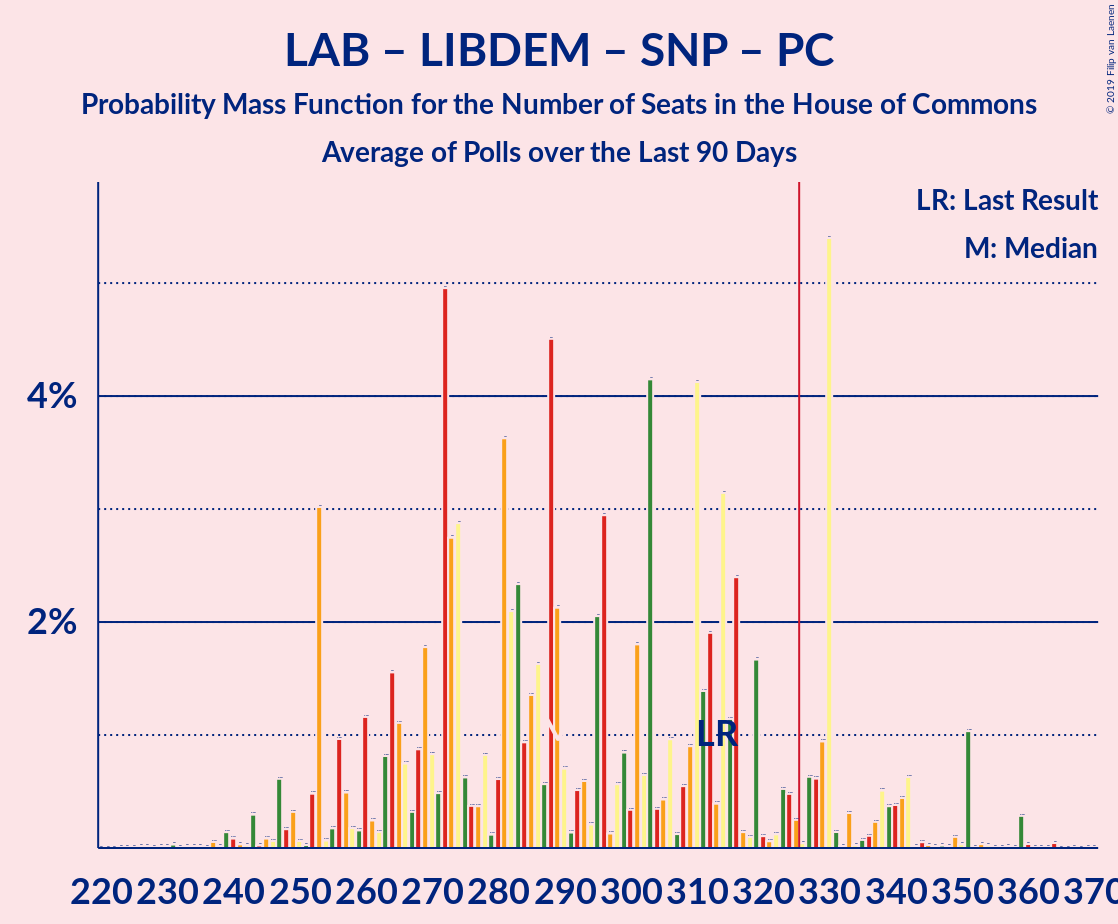 LAB – LIBDEM – SNP – PC
Probability Mass Function for the Number of Seats in the House of Commons
Average of Polls over the Last 90 Days
© 2019 Filip van Laenen
LR: Last Result
M: Median
4%
2%
LR
220 230 240 250 260 270 280 290 300 310 320 330 340 350 360 370